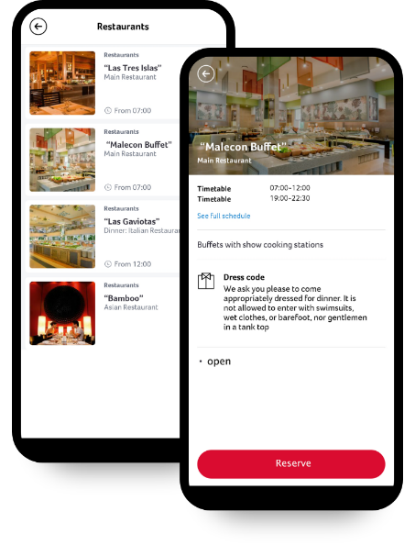 Restaurants
Restaurants
"Las Tres Islas"
Main Restaurant
From 07:00
Restaurants
"Malecon Buffet"
Main Restaurant
From 07:00
Restaurants
"Las Gaviotas"
Dinner: Italian Restaura
From 12:00
Restaurants
"Bamboo"
Asian Restaurant
"Malecon Buffet"
Main Restaurant
Timetable 07:00-12:00
Timetable 19:00-22:30
See full schedule
Buffets with show cooking stations
Dress code
We ask you please to come
appropriately dressed for dinner. It is
not allowed to enter with swimsuits,
wet clothes, or barefoot, nor gentlemen
in a tank top
• open
Reserve